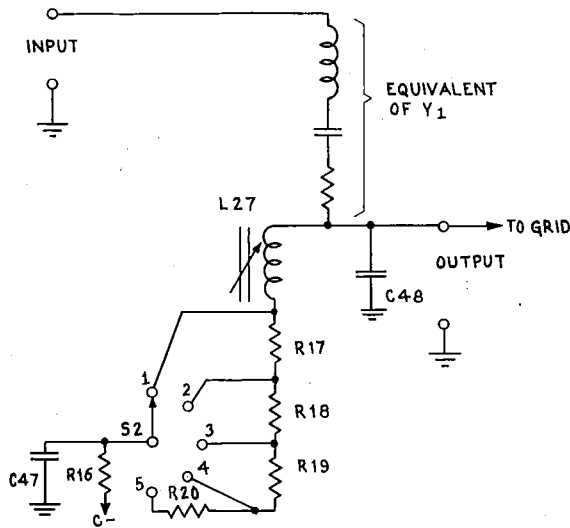 INPUT
EQUIVALENT
OF Y1
L27
TO GRID
OUTPUT
C48
R17
1
2
R18
S2
3
C47
R16
4
R19
5
R20
C-